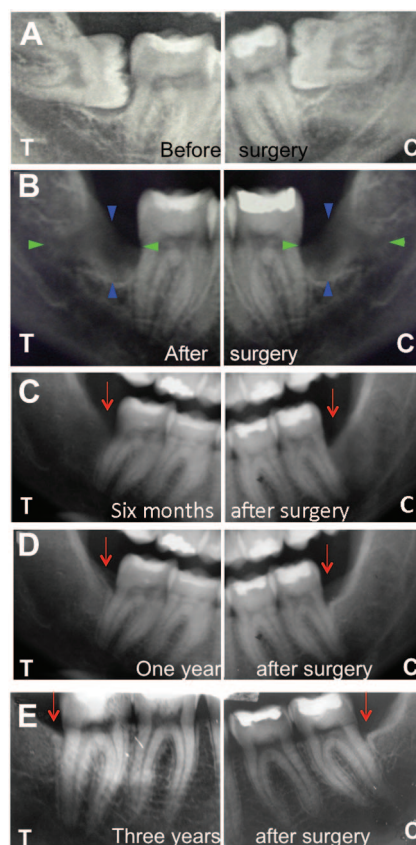 A
T Before surgery C
B
T After surgery C
C
T Six months after surgery C
D
T One year after surgery C
E
T Three years after surgery C